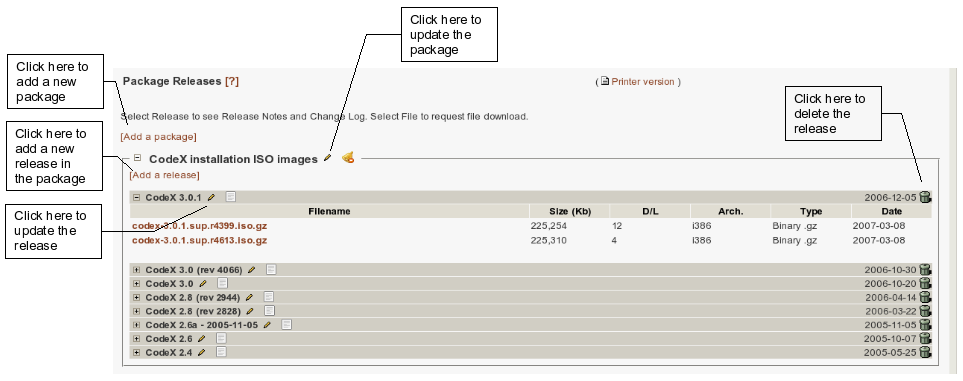 Click here to
update the
package
Click here to
add a new
package
Package Releases [?]
( Printer version )
Click here to
delete the
release
Select Release to see Release Notes and Change Log. Select File to request file download.
Click here to
add a new
release in
the package
[Add a package]
CodeX installation ISO images
[Add a release]
CodeX 3.0.1 2006-12-05
Filename Size (Kb) D/L Arch. Type Date
Click here to
update the
release
codex-3.0.1.sup.r4399.iso.gz 225,254 12 i386 Binary .gz 2007-03-08
codex-3.0.1.sup.r4613.iso.gz 225,310 4 i386 Binary .gz 2007-03-08
CodeX 3.0 (rev 4066) 2006-10-30
CodeX 3.0 2006-10-20
CodeX 2.8 (rev 2944) 2006-04-14
CodeX 2.8 (rev 2828) 2006-03-22
CodeX 2.6a - 2005-11-05 2005-11-05
CodeX 2.6 2005-10-07
CodeX 2.4 2005-05-25